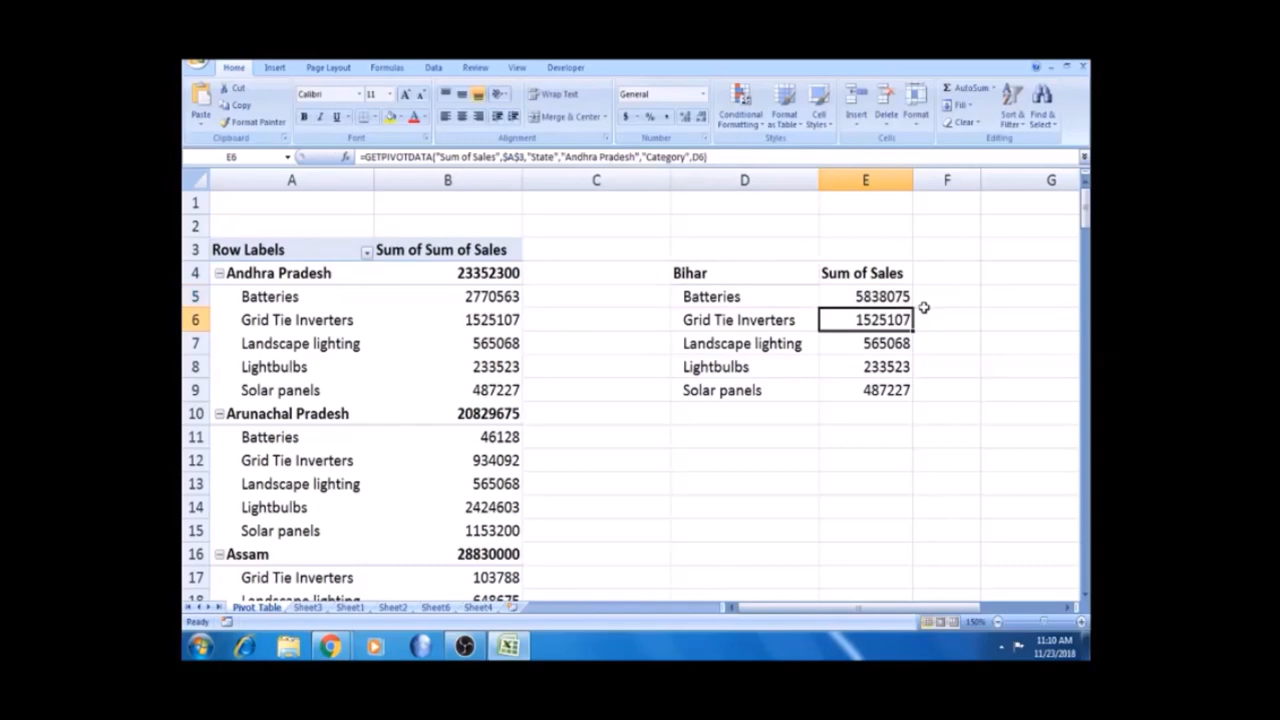 Home Insert Page Layout Formulas Data Review View Developer
Cut
Copy
Format Painter
Paste
Calibri 11
General
Wrap Text
Merge & Center
Conditional Formatting
Format as Table
Cell Styles
Insert Delete Format
AutoSum
Fill
Clear
Sort & Filter
Find & Select
Clipboard Font Alignment Number Styles Cells Editing
E6 fx =GETPIVOTDATA("Sum of Sales",$A$3,"State","Andhra Pradesh","Category",D6)
A B C D E F G
1
2
3 Row Labels Sum of Sum of Sales
4 Andhra Pradesh 23352300 Bihar Sum of Sales
5 Batteries 2770563 Batteries 5838075
6 Grid Tie Inverters 1525107 Grid Tie Inverters 1525107
7 Landscape lighting 565068 Landscape lighting 565068
8 Lightbulbs 233523 Lightbulbs 233523
9 Solar panels 487227 Solar panels 487227
10 Arunachal Pradesh 20829675
11 Batteries 46128
12 Grid Tie Inverters 934092
13 Landscape lighting 565068
14 Lightbulbs 2424603
15 Solar panels 1153200
16 Assam 28830000
17 Grid Tie Inverters 103788
18 Landscape lighting 648675
Pivot Table Sheet3 Sheet1 Sheet2 Sheet6 Sheet4
Ready 150%
11:10 AM
11/23/2018